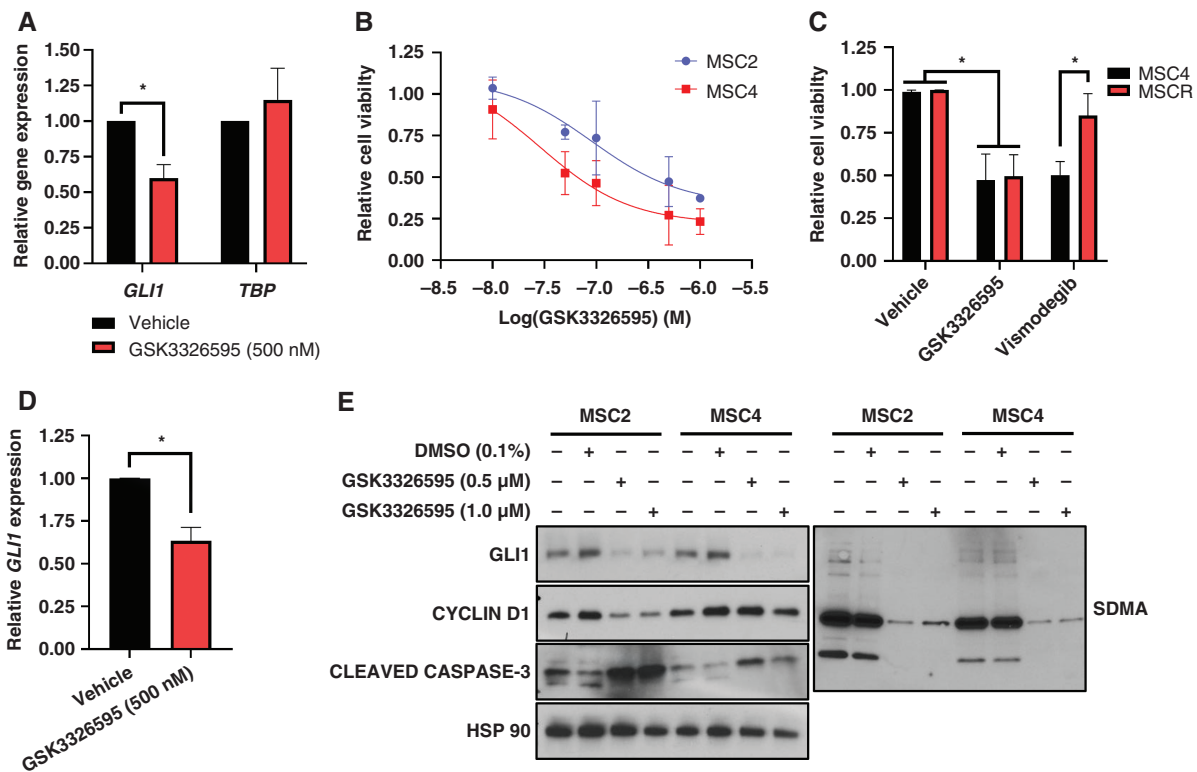 A
Relative gene expression
1.50
1.25
1.00
0.75
0.50
0.25
0.00
*
GLI1 TBP
Vehicle
GSK3326595 (500 nM)
B
Relative cell viabilty
1.25
1.00
0.75
0.50
0.25
0.00
MSC2
MSC4
–8.5 –8.0 –7.5 –7.0 –6.5 –6.0 –5.5
Log(GSK3326595) (M)
C
Relative cell viability
1.25
1.00
0.75
0.50
0.25
0.00
* *
MSC4
MSCR
Vehicle
GSK3326595
Vismodegib
D
Relative GLI1 expression
1.25
1.00
1.75
0.50
0.25
0.00
*
Vehicle
GSK3326595 (500 nM)
E
MSC2 MSC4 MSC2 MSC4
DMSO (0.1%) – + – – – + – – – + – – – + – –
GSK3326595 (0.5 µM) – – + – – – + – – – + – – – + –
GSK3326595 (1.0 µM) – – – + – – – + – – – + – – – +
GLI1
CYCLIN D1
CLEAVED CASPASE-3
HSP 90
SDMA